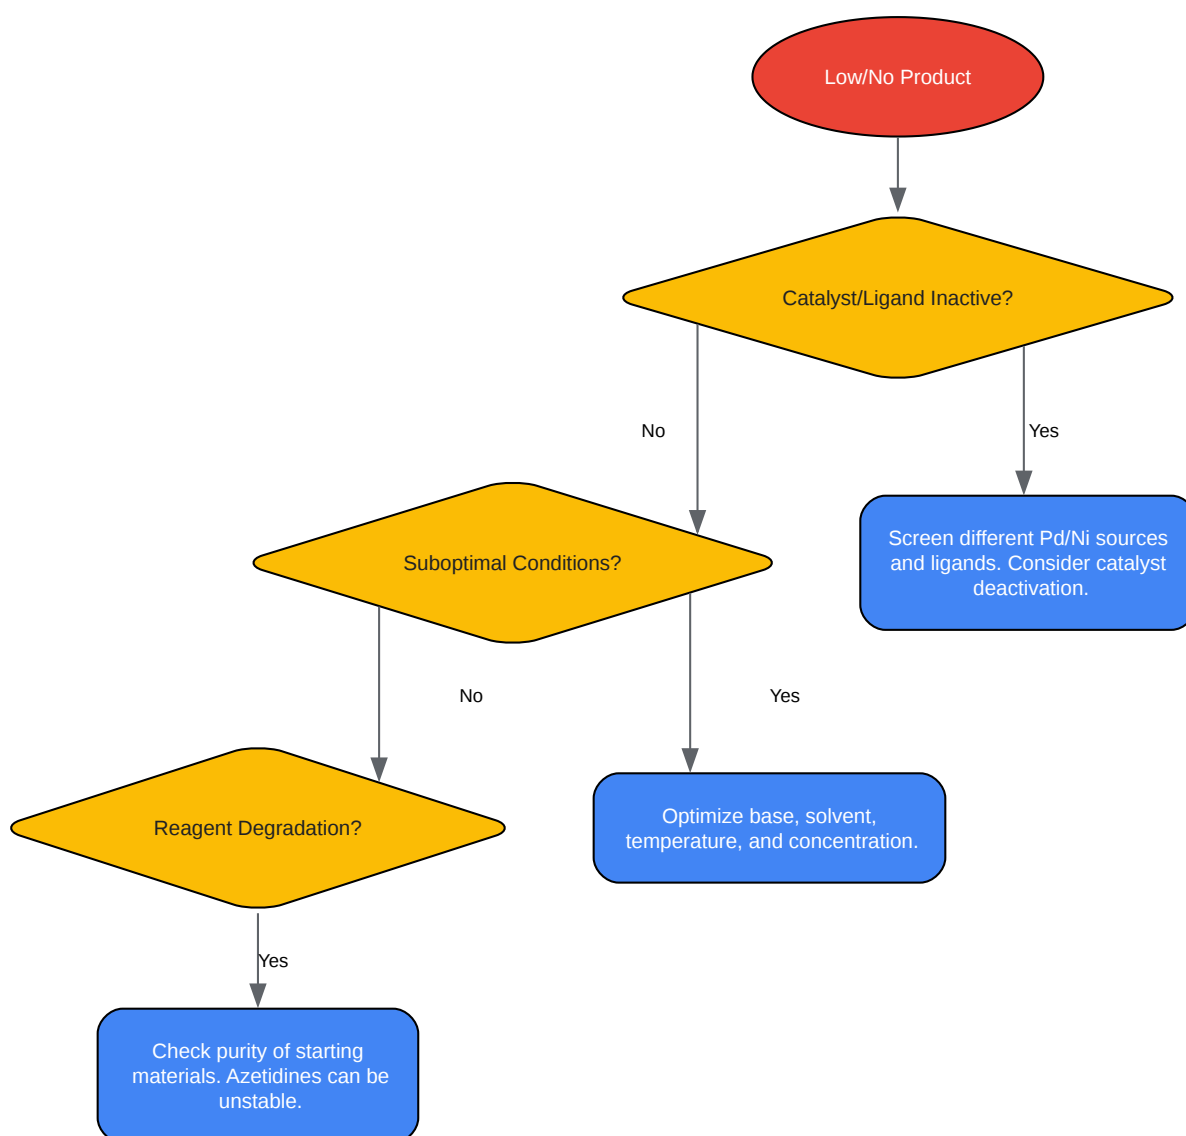 Low/No Product
Catalyst/Ligand Inactive?
No
Yes
Screen different Pd/Ni sources
and ligands. Consider catalyst
deactivation.
Suboptimal Conditions?
No
Yes
Optimize base, solvent,
temperature, and concentration.
Reagent Degradation?
Yes
Check purity of starting
materials. Azetidines can be
unstable.